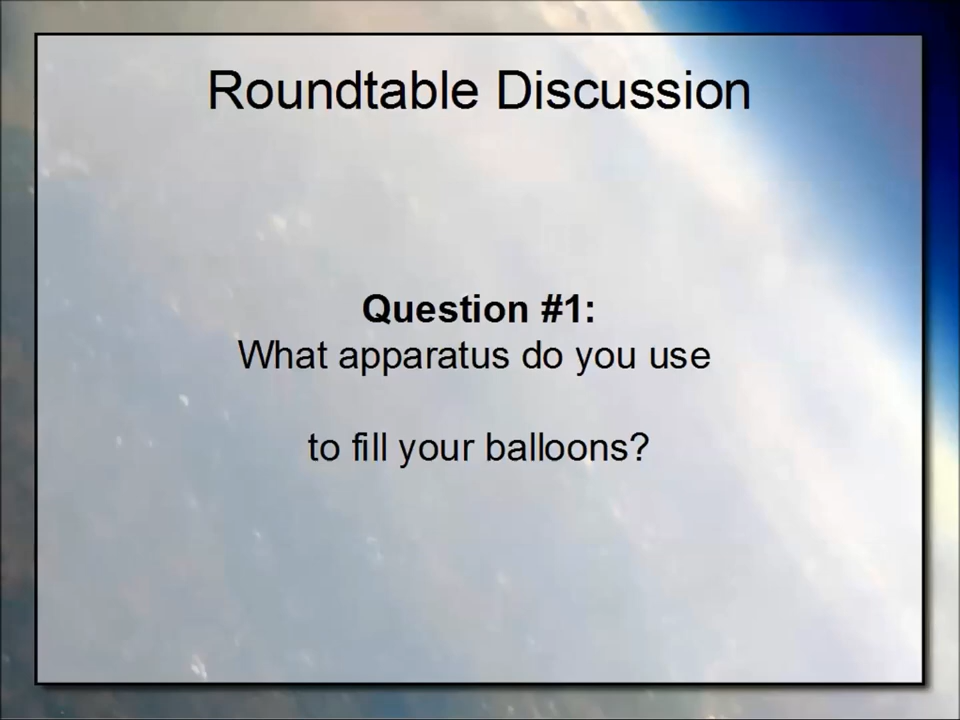 Roundtable Discussion
Question #1:
What apparatus do you use
to fill your balloons?